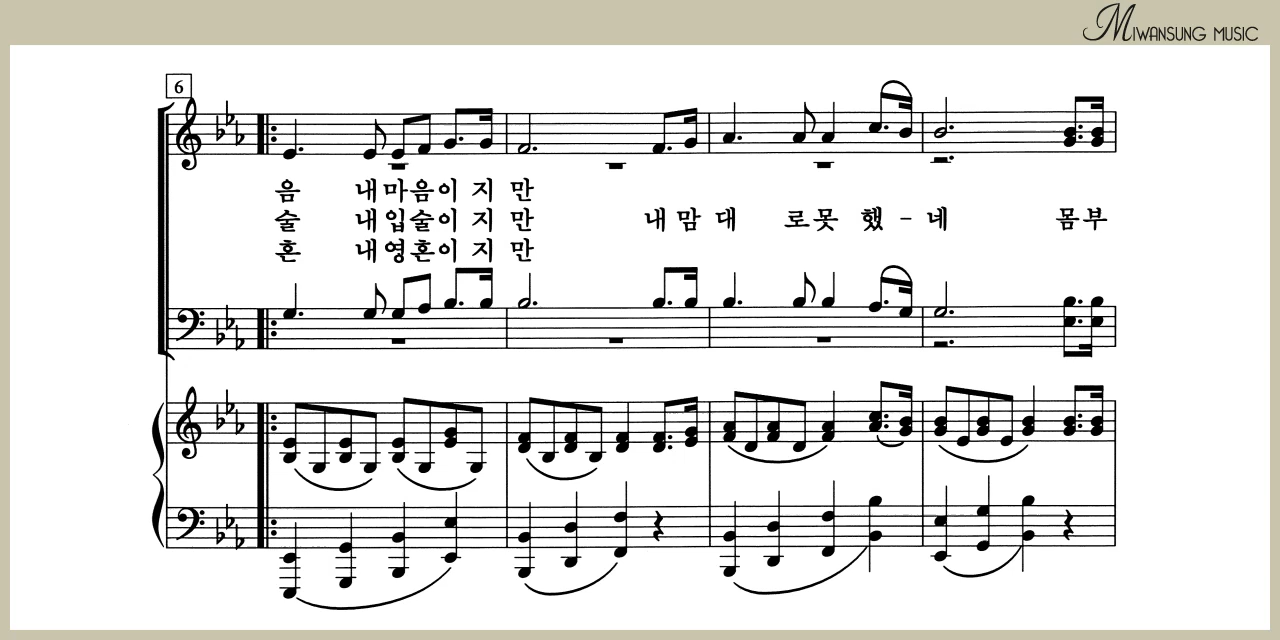 MIWANSUNG MUSIC
6
음 내마음이 지 만
술 내입술이 지 만 내 맘 대 로못 했 - 네 몸부
혼 내영혼이 지 만